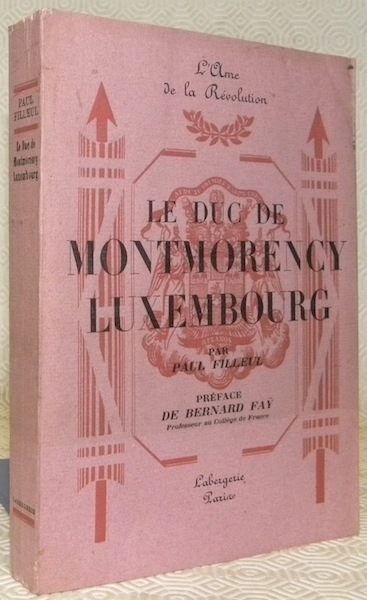 PAUL
FILLEUL
Le Duc de
Montmorency
Luxembourg
LABERGERIE
L'Ame
de la Révolution
LE DUC DE
MONTMORENCY
LUXEMBOURG
PAR
PAUL FILLEUL
PRÉFACE
DE BERNARD FAŸ
Professeur au Collège de France
Labergerie
Paris